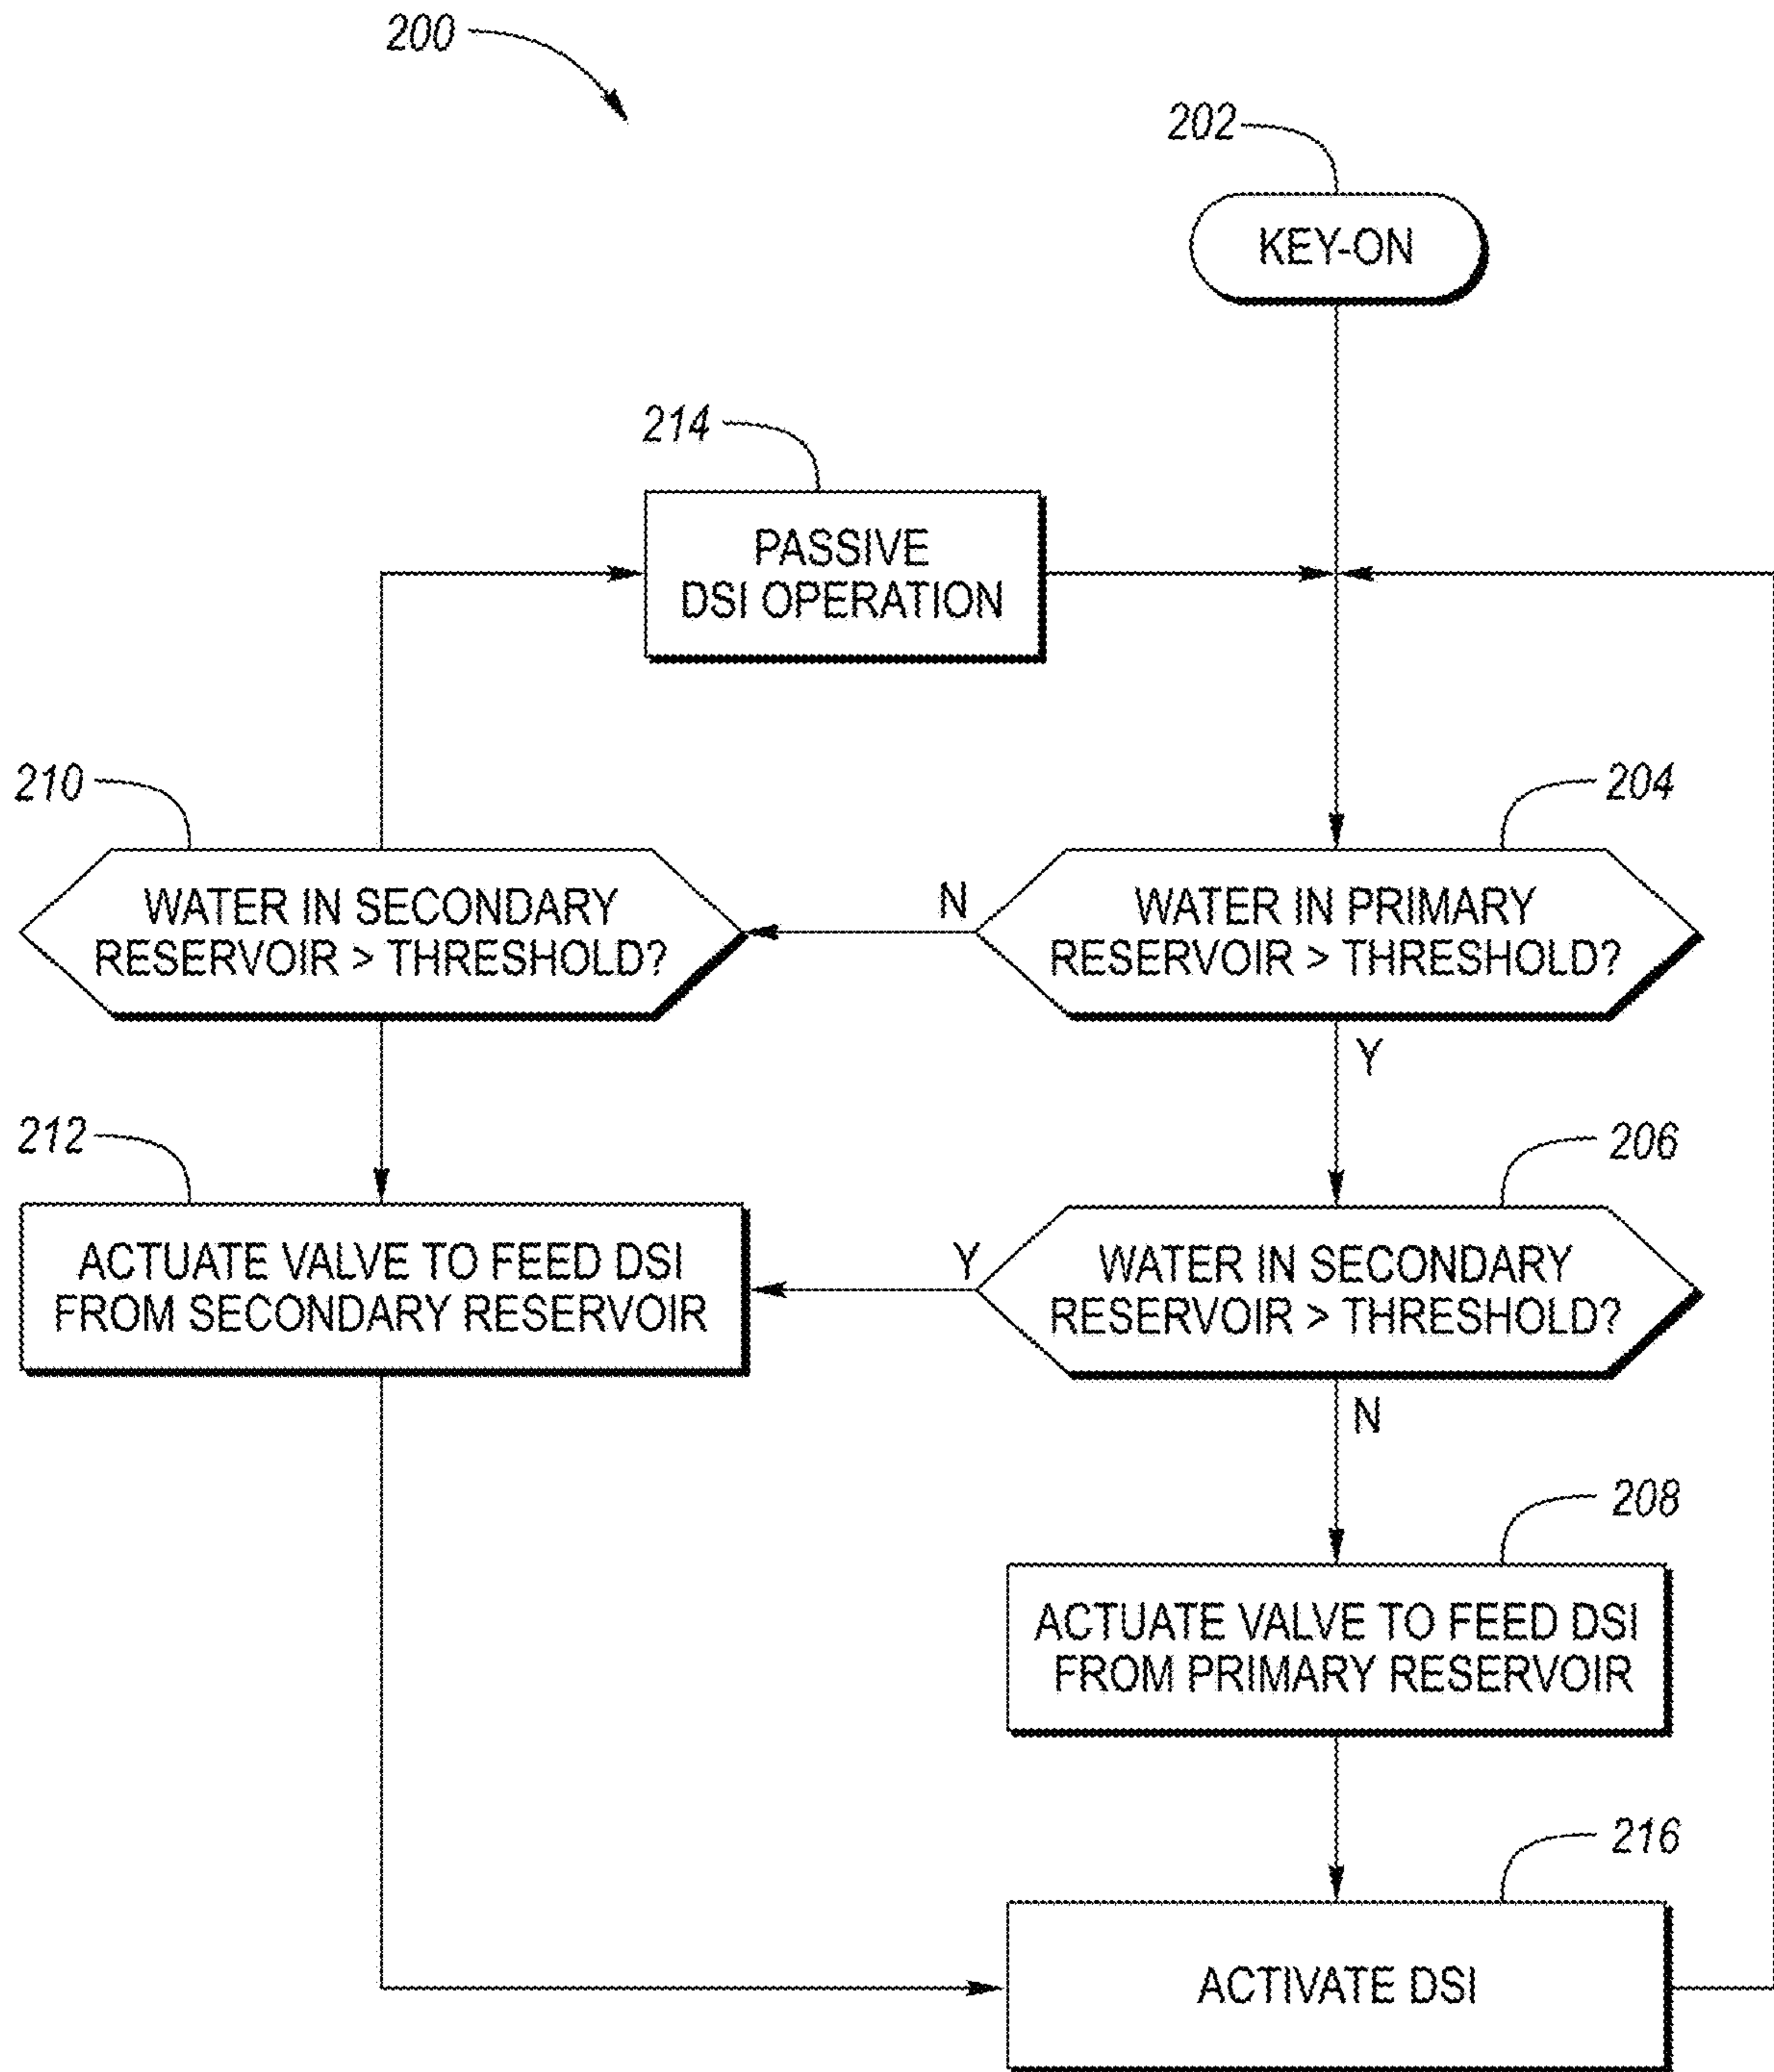 200
202
KEY-ON
214
PASSIVE
DSI OPERATION
210
204
WATER IN SECONDARY
RESERVOIR > THRESHOLD?
N
WATER IN PRIMARY
RESERVOIR > THRESHOLD?
Y
212
206
ACTUATE VALVE TO FEED DSI
FROM SECONDARY RESERVOIR
Y
WATER IN SECONDARY
RESERVOIR > THRESHOLD?
N
208
ACTUATE VALVE TO FEED DSI
FROM PRIMARY RESERVOIR
216
ACTIVATE DSI